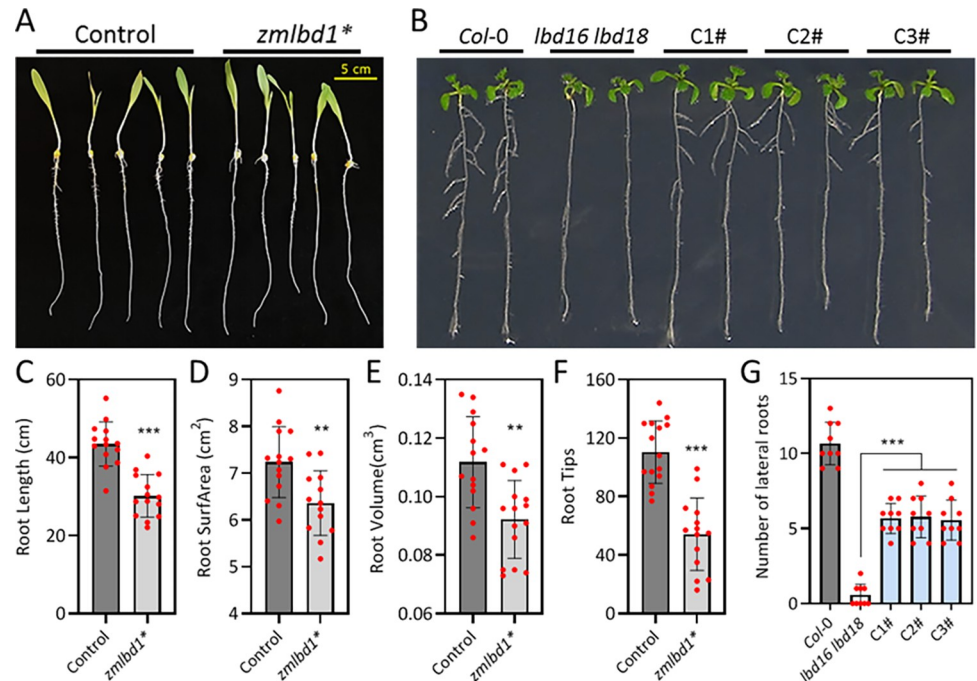 A
Control
zmlbd1*
5 cm
B
Col-0
lbd16 lbd18
C1#
C2#
C3#
C
Root Length (cm)
60
40
20
0
***
Control
zmlbd1*
D
Root SurfArea (cm2)
9
8
7
6
5
4
**
Control
zmlbd1*
E
Root Volume(cm3)
0.14
0.12
0.10
0.08
0.06
**
Control
zmlbd1*
F
Root Tips
160
120
80
40
0
***
Control
zmlbd1*
G
Number of lateral roots
15
10
5
0
***
Col-0
lbd16 lbd18
C1#
C2#
C3#